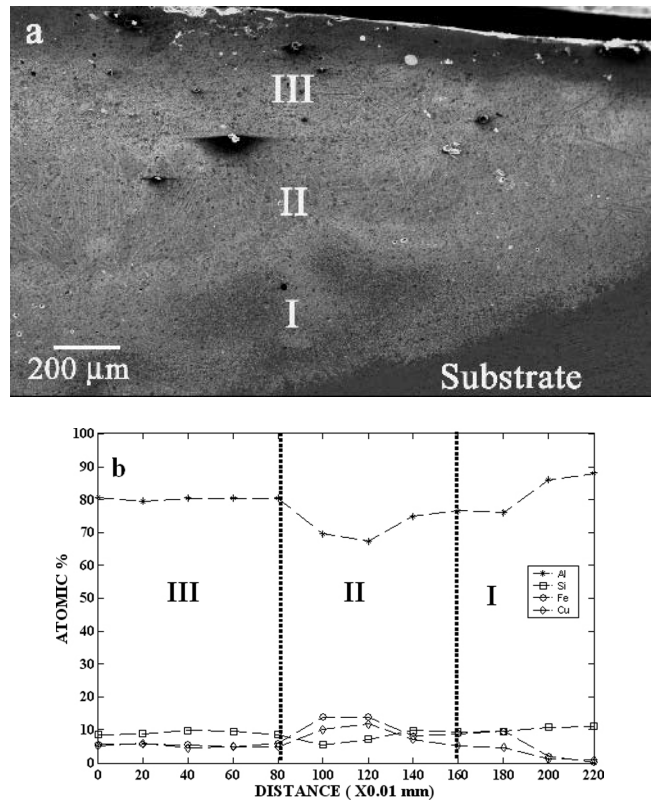 a
III
II
I
200 µm
Substrate
b
100
90
80
70
60
50
40
30
20
10
0
ATOMIC %
III
II
I
Al
Si
Fe
Cu
0 20 40 60 80 100 120 140 160 180 200 220
DISTANCE ( X0.01 mm)